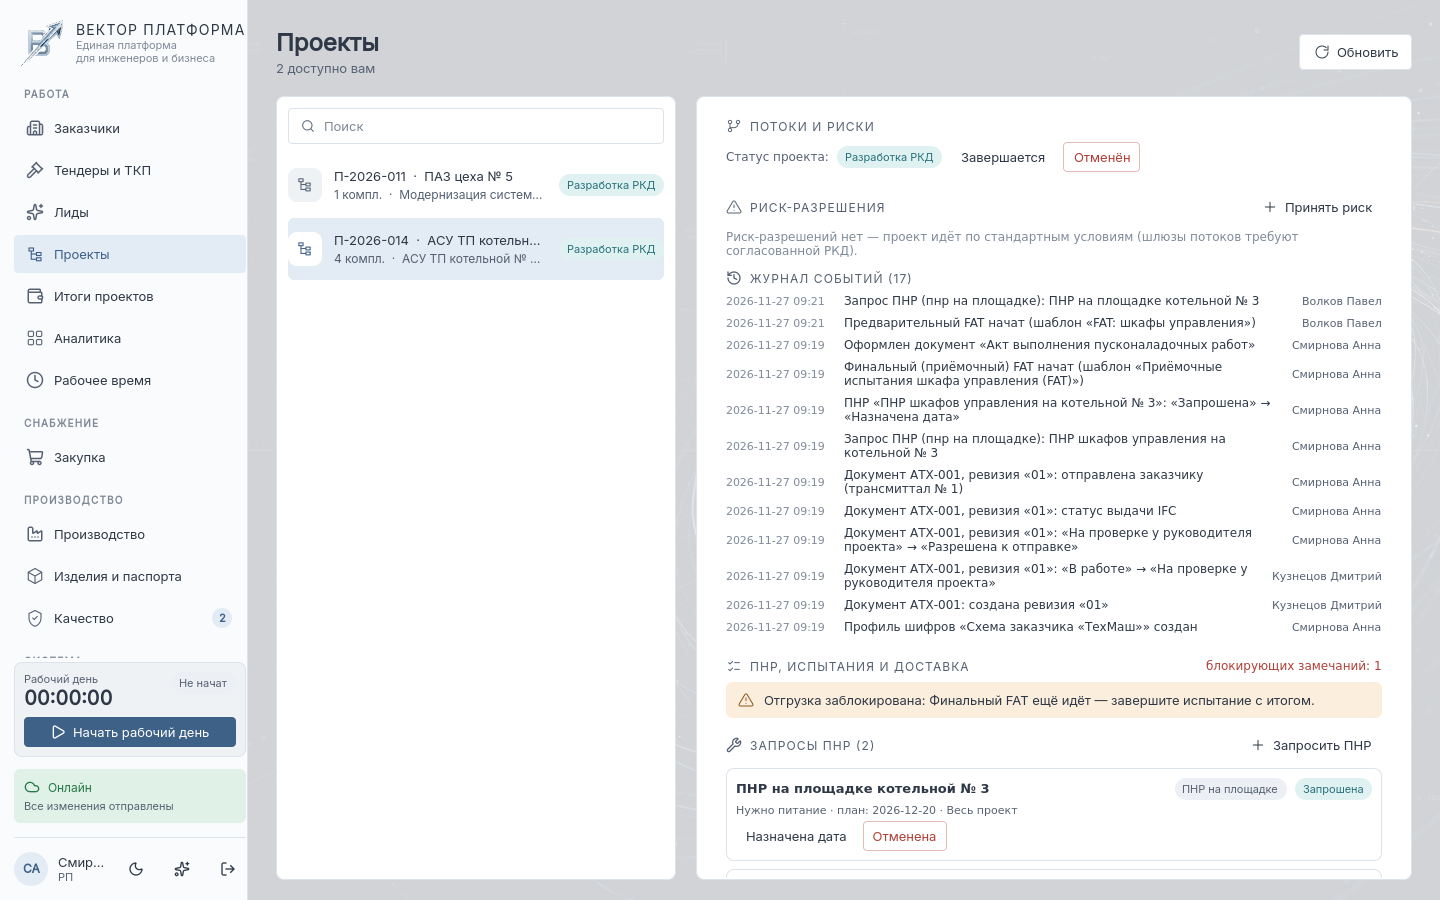 ВЕКТОР ПЛАТФОРМА
Единая платформа
для инженеров и бизнеса
РАБОТА
Заказчики
Тендеры и ТКП
Лиды
Проекты
Итоги проектов
Аналитика
Рабочее время
СНАБЖЕНИЕ
Закупка
ПРОИЗВОДСТВО
Производство
Изделия и паспорта
Качество 2
Рабочий день Не начат
00:00:00
Начать рабочий день
Онлайн
Все изменения отправлены
СА Смир...
РП
Проекты
2 доступно вам
Обновить
Поиск
П-2026-011 · ПАЗ цеха № 5
1 компл. · Модернизация систем...
Разработка РКД
П-2026-014 · АСУ ТП котельн...
4 компл. · АСУ ТП котельной № ...
Разработка РКД
ПОТОКИ И РИСКИ
Статус проекта: Разработка РКД Завершается Отменён
РИСК-РАЗРЕШЕНИЯ Принять риск
Риск-разрешений нет — проект идёт по стандартным условиям (шлюзы потоков требуют
согласованной РКД).
ЖУРНАЛ СОБЫТИЙ (17)
2026-11-27 09:21 Запрос ПНР (пнр на площадке): ПНР на площадке котельной № 3 Волков Павел
2026-11-27 09:21 Предварительный FAT начат (шаблон «FAT: шкафы управления») Волков Павел
2026-11-27 09:19 Оформлен документ «Акт выполнения пусконаладочных работ» Смирнова Анна
2026-11-27 09:19 Финальный (приёмочный) FAT начат (шаблон «Приёмочные
испытания шкафа управления (FAT)») Смирнова Анна
2026-11-27 09:19 ПНР «ПНР шкафов управления на котельной № 3»: «Запрошена» →
«Назначена дата» Смирнова Анна
2026-11-27 09:19 Запрос ПНР (пнр на площадке): ПНР шкафов управления на
котельной № 3 Смирнова Анна
2026-11-27 09:19 Документ АТХ-001, ревизия «01»: отправлена заказчику
(трансмиттал № 1) Смирнова Анна
2026-11-27 09:19 Документ АТХ-001, ревизия «01»: статус выдачи IFC Смирнова Анна
2026-11-27 09:19 Документ АТХ-001, ревизия «01»: «На проверке у руководителя
проекта» → «Разрешена к отправке» Смирнова Анна
2026-11-27 09:19 Документ АТХ-001, ревизия «01»: «В работе» → «На проверке у
руководителя проекта» Кузнецов Дмитрий
2026-11-27 09:19 Документ АТХ-001: создана ревизия «01» Кузнецов Дмитрий
2026-11-27 09:19 Профиль шифров «Схема заказчика «ТехМаш»» создан Смирнова Анна
ПНР, ИСПЫТАНИЯ И ДОСТАВКА блокирующих замечаний: 1
Отгрузка заблокирована: Финальный FAT ещё идёт — завершите испытание с итогом.
ЗАПРОСЫ ПНР (2) Запросить ПНР
ПНР на площадке котельной № 3 ПНР на площадке Запрошена
Нужно питание · план: 2026-12-20 · Весь проект
Назначена дата Отменена